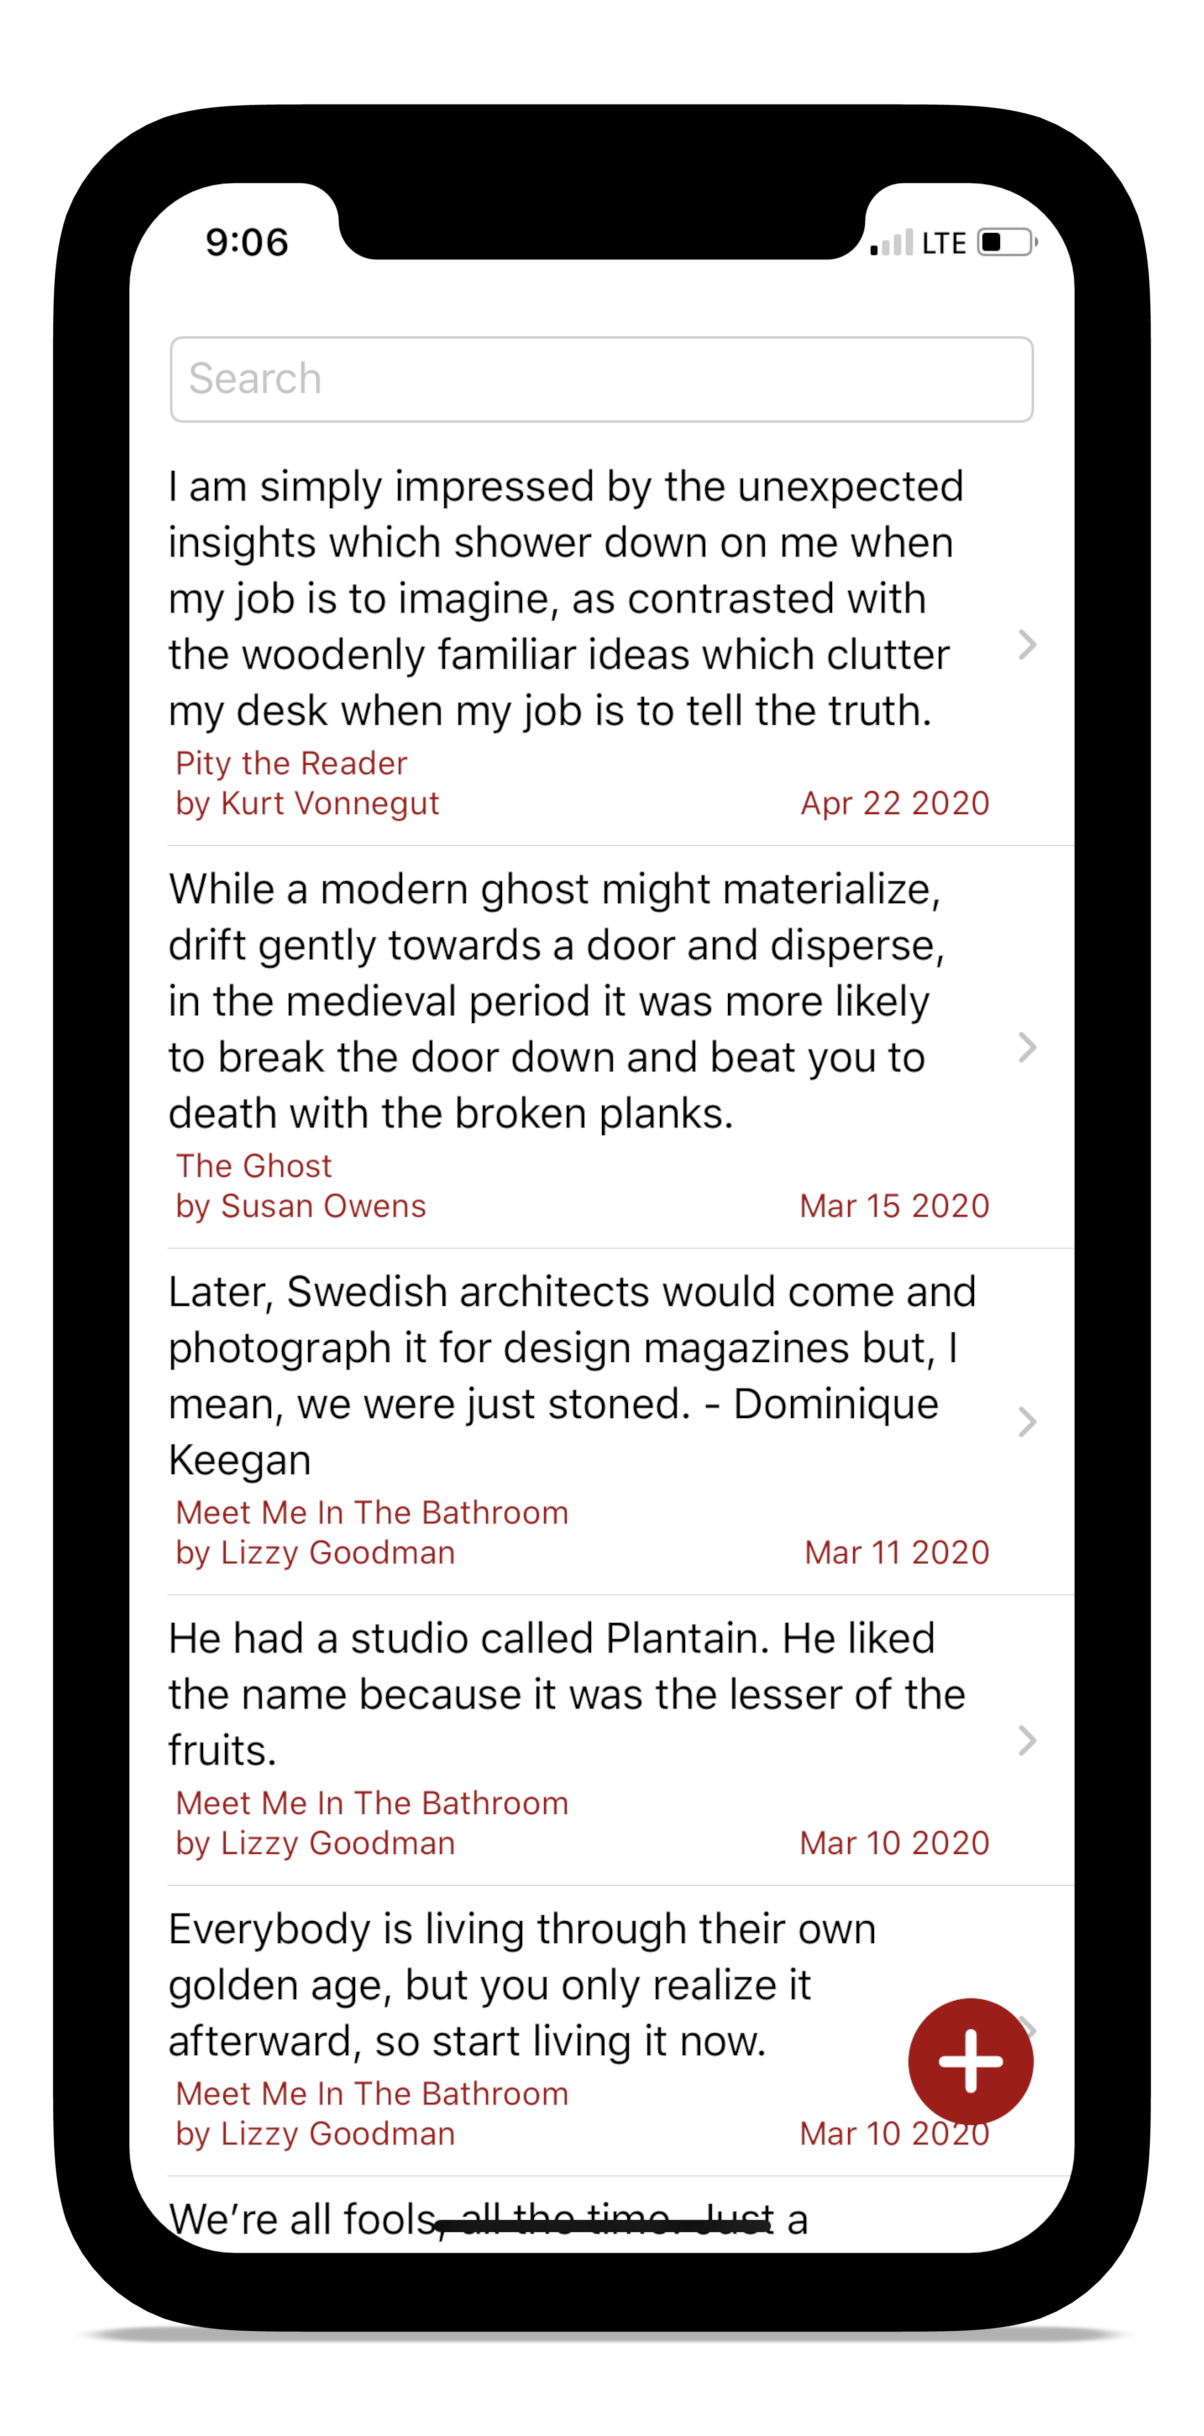 9:06
LTE
Search
I am simply impressed by the unexpected
insights which shower down on me when
my job is to imagine, as contrasted with
the woodenly familiar ideas which clutter
my desk when my job is to tell the truth.
Pity the Reader
by Kurt Vonnegut
Apr 22 2020
While a modern ghost might materialize,
drift gently towards a door and disperse,
in the medieval period it was more likely
to break the door down and beat you to
death with the broken planks.
The Ghost
by Susan Owens
Mar 15 2020
Later, Swedish architects would come and
photograph it for design magazines but, I
mean, we were just stoned. - Dominique
Keegan
Meet Me In The Bathroom
by Lizzy Goodman
Mar 11 2020
He had a studio called Plantain. He liked
the name because it was the lesser of the
fruits.
Meet Me In The Bathroom
by Lizzy Goodman
Mar 10 2020
Everybody is living through their own
golden age, but you only realize it
afterward, so start living it now.
Meet Me In The Bathroom
by Lizzy Goodman
Mar 10 2020
We’re all fools, all the time. Just a